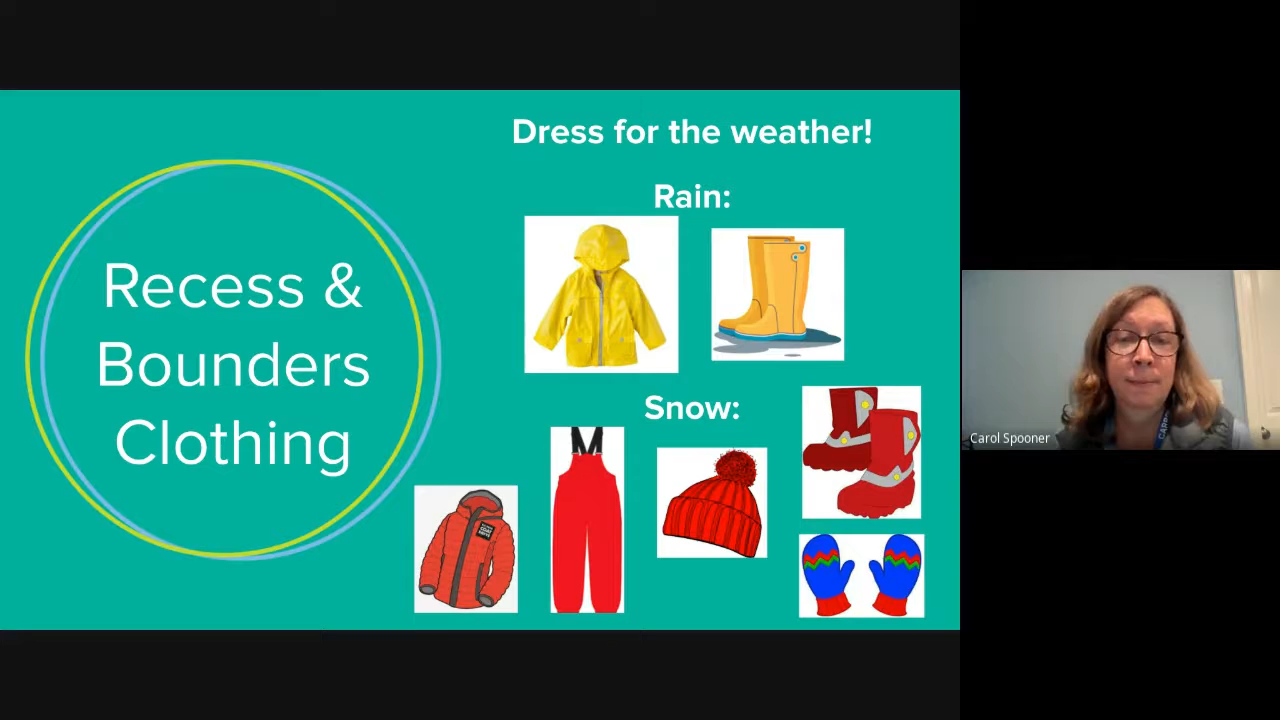 Dress for the weather!
Rain:
Recess &
Bounders
Clothing
Snow:
Carol Spooner